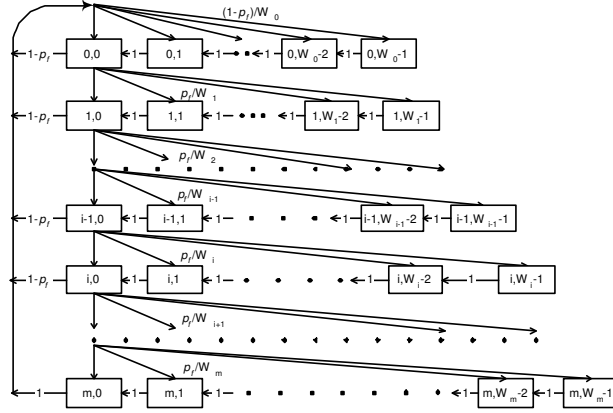 (1-p_f)/W_0
1-p_f 0,0 1 0,1 1 1 0,W_0-2 1 0,W_0-1
p_f/W_1
1-p_f 1,0 1 1,1 1 1 1,W_1-2 1 1,W_1-1
p_f/W_2
p_f/W_i-1
1-p_f i-1,0 1 i-1,1 1 1 i-1,W_i-1-2 1 i-1,W_i-1-1
p_f/W_i
1-p_f i,0 1 i,1 1 1 i,W_i-2 1 i,W_i-1
p_f/W_i+1
p_f/W_m
1 m,0 1 m,1 1 1 m,W_m-2 1 m,W_m-1